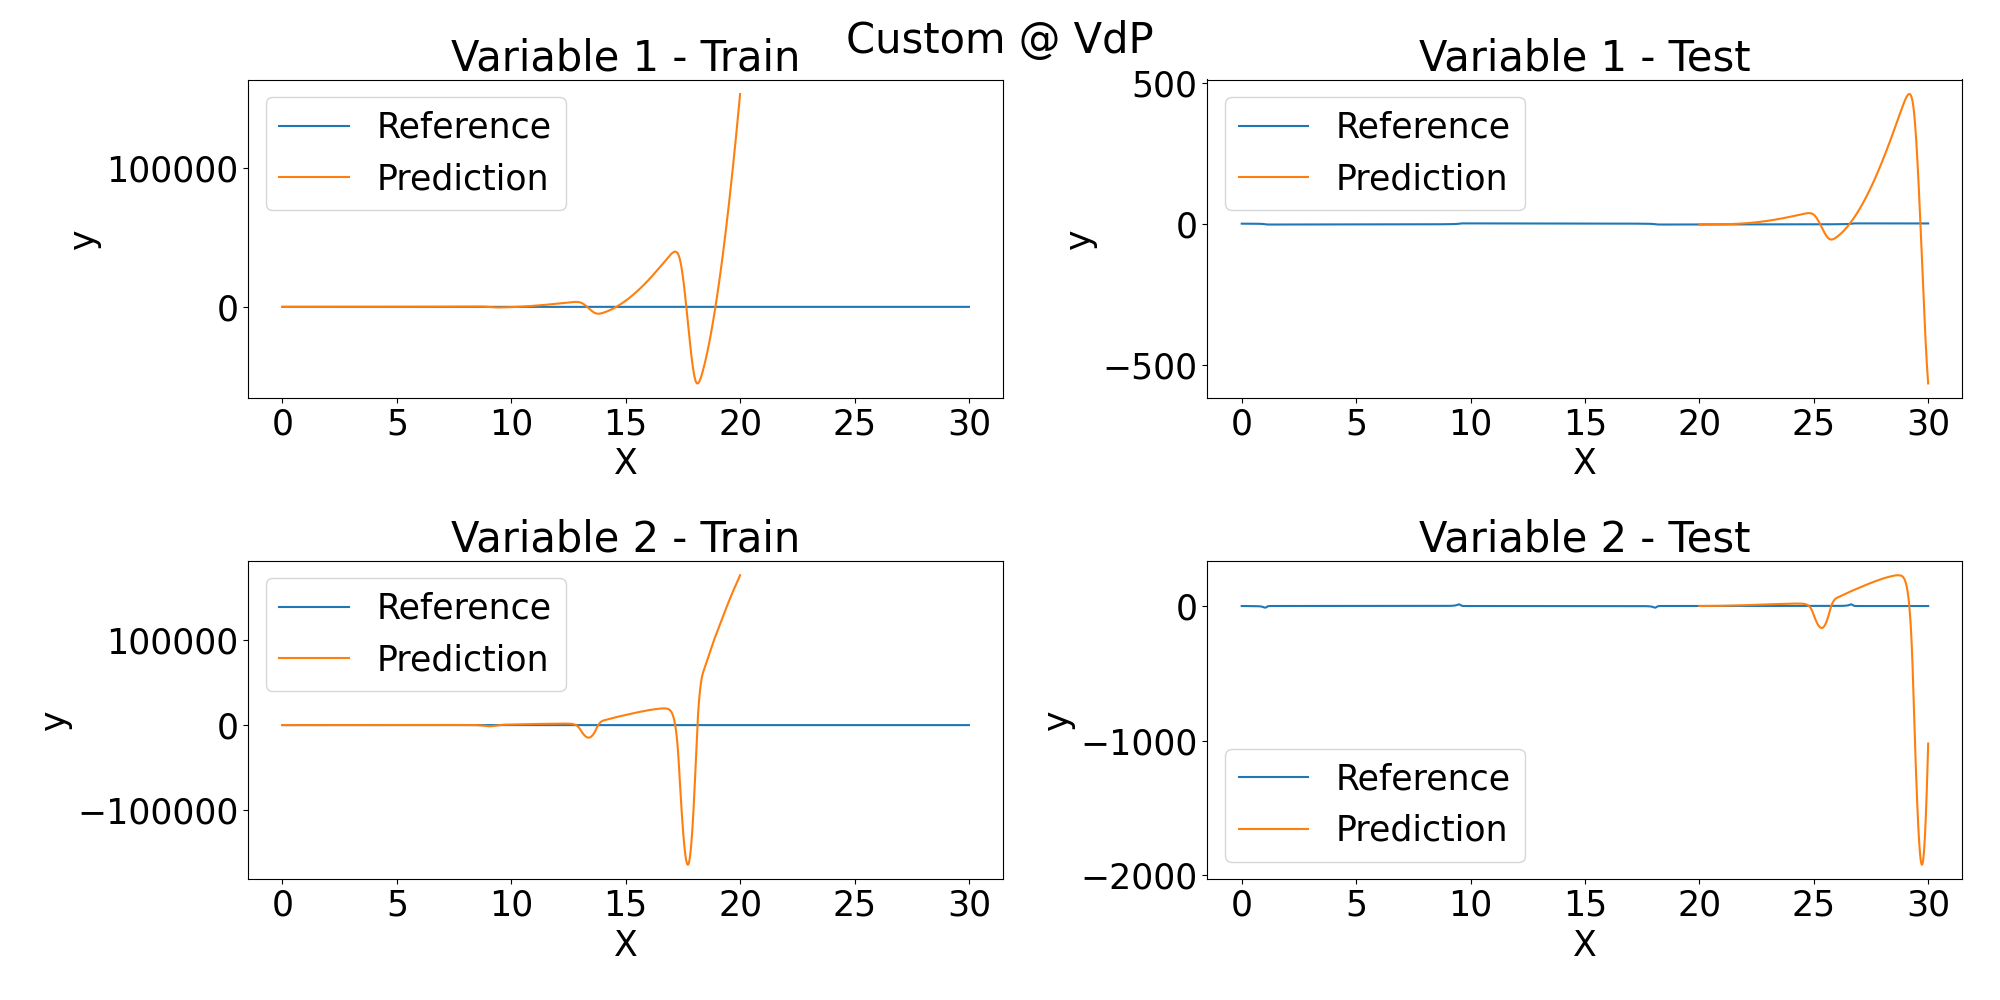 Custom @ VdP
Variable 1 - Train
Reference
Prediction
100000
0
y
0 5 10 15 20 25 30
X
Variable 1 - Test
Reference
Prediction
500
0
−500
y
0 5 10 15 20 25 30
X
Variable 2 - Train
Reference
Prediction
100000
0
−100000
y
0 5 10 15 20 25 30
X
Variable 2 - Test
0
−1000
−2000
Reference
Prediction
y
0 5 10 15 20 25 30
X